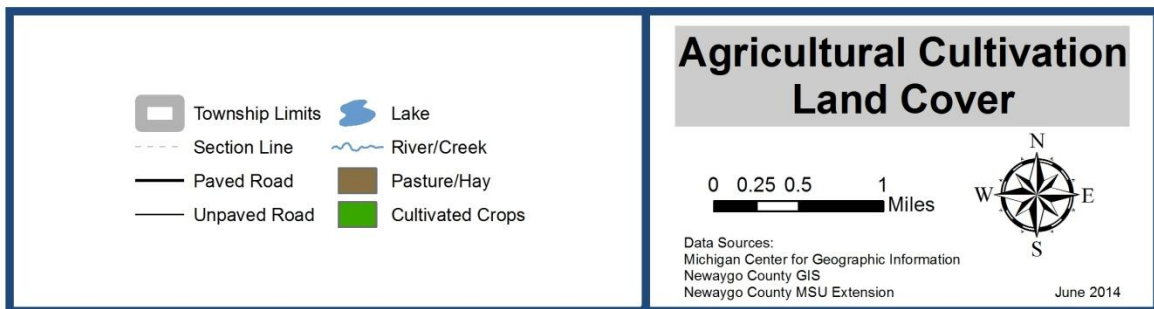 Township Limits
Lake
Section Line
River/Creek
Paved Road
Pasture/Hay
Unpaved Road
Cultivated Crops
Agricultural Cultivation
Land Cover
N
W
E
S
0 0.25 0.5 1
Miles
Data Sources:
Michigan Center for Geographic Information
Newaygo County GIS
Newaygo County MSU Extension
June 2014